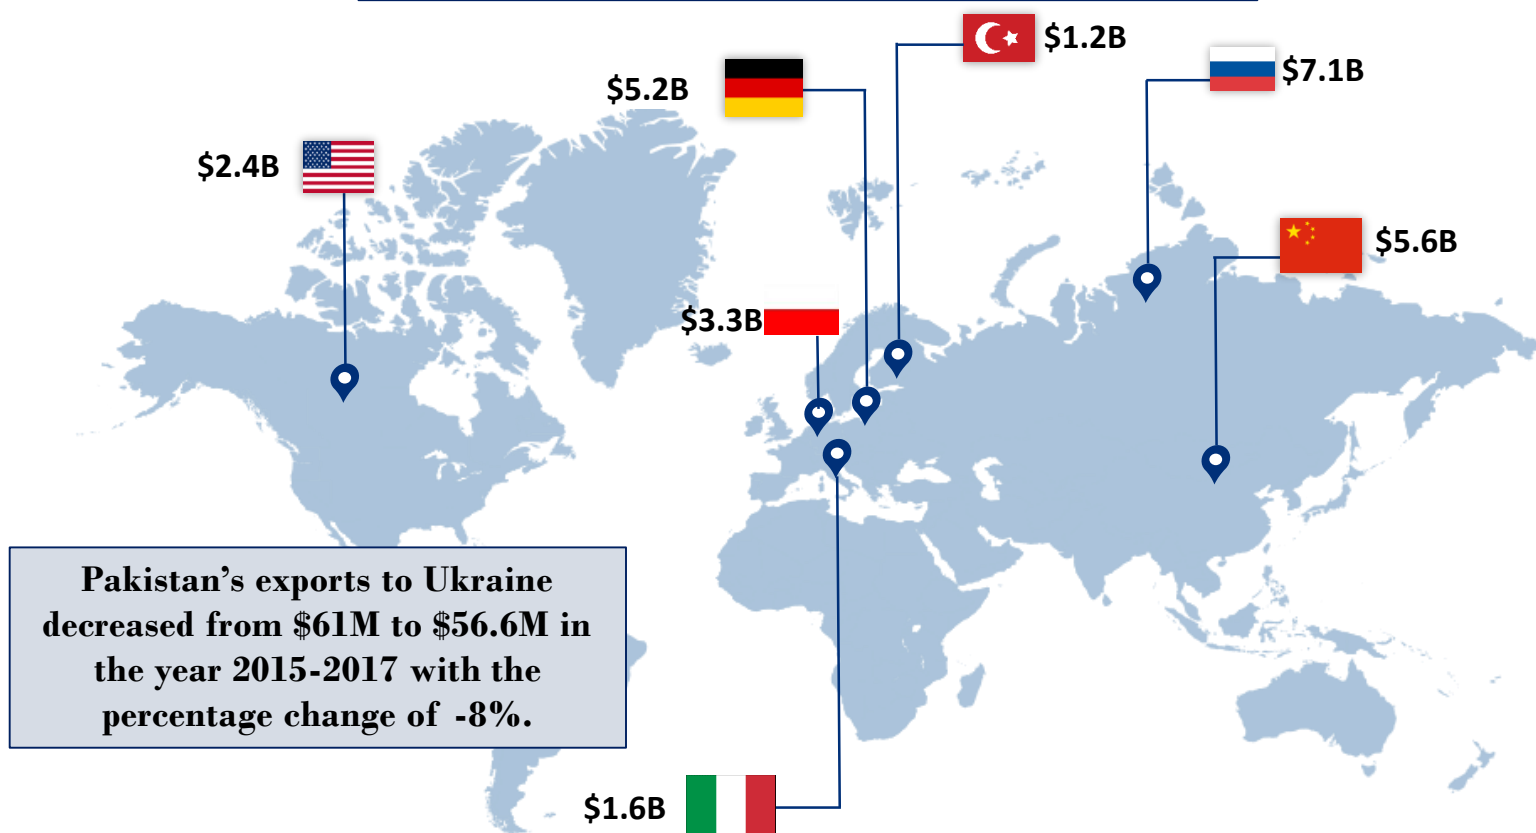 $1.2B
$7.1B
$5.2B
$2.4B
$5.6B
$3.3B
Pakistan’s exports to Ukraine
decreased from $61M to $56.6M in
the year 2015-2017 with the
percentage change of -8%.
$1.6B